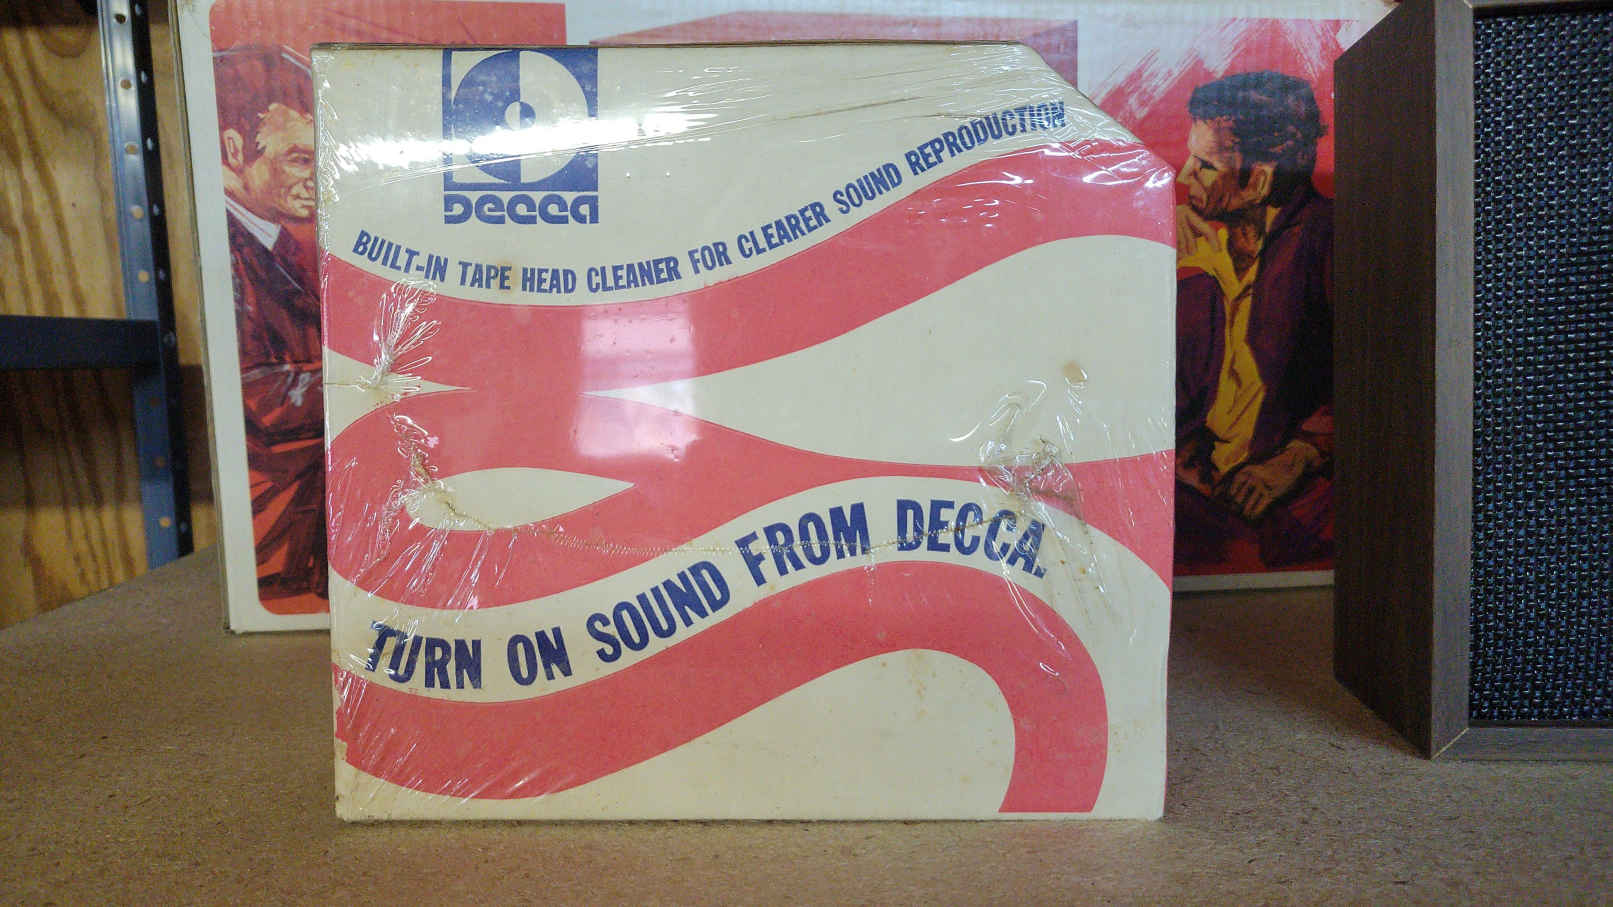 Decca
BUILT-IN TAPE HEAD CLEANER FOR CLEARER SOUND REPRODUCTION
TURN ON SOUND FROM DECCA.